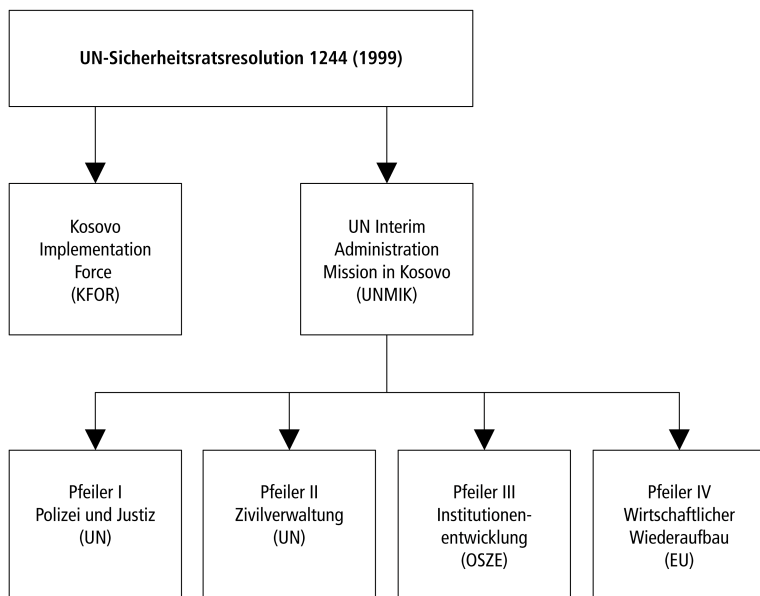 UN-Sicherheitsratsresolution 1244 (1999)
Kosovo
Implementation
Force
(KFOR)
UN Interim
Administration
Mission in Kosovo
(UNMIK)
Pfeiler I
Polizei und Justiz
(UN)
Pfeiler II
Zivilverwaltung
(UN)
Pfeiler III
Institutionen-
entwicklung
(OSZE)
Pfeiler IV
Wirtschaftlicher
Wiederaufbau
(EU)